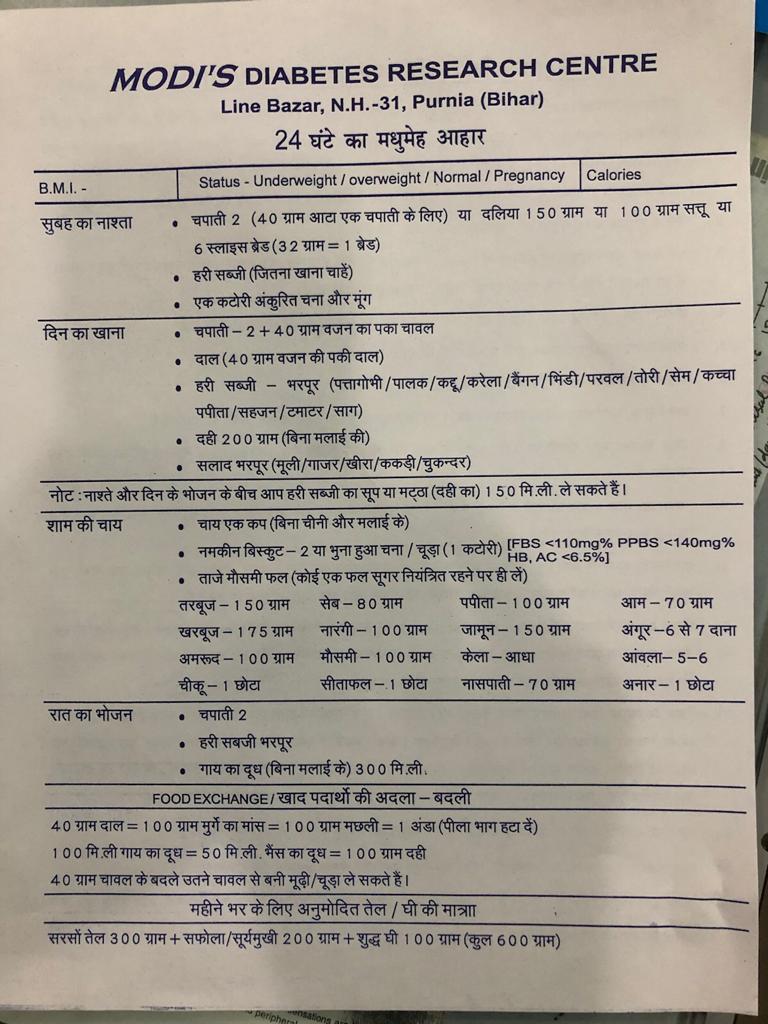 MODI'S DIABETES RESEARCH CENTRE
Line Bazar, N.H.-31, Purnia (Bihar)
24 घंटे का मधुमेह आहार
B.M.I. - Status - Underweight / overweight / Normal / Pregnancy Calories
सुबह का नाश्ता • चपाती 2 (40 ग्राम आटा एक चपाती के लिए) या दलिया 150 ग्राम या 100 ग्राम सत्तू या
6 स्लाइस ब्रेड (32 ग्राम = 1 ब्रेड)
• हरी सब्जी (जितना खाना चाहें)
• एक कटोरी अंकुरित चना और मूंग
दिन का खाना • चपाती – 2 + 40 ग्राम वजन का पका चावल
• दाल (40 ग्राम वजन की पकी दाल)
• हरी सब्जी – भरपूर (पत्तागोभी/पालक/कद्दू/करेला/बैंगन/भिंडी/परवल/तोरी/सेम/कच्चा
पपीता/सहजन/टमाटर/साग)
• दही 200 ग्राम (बिना मलाई की)
• सलाद भरपूर (मूली/गाजर/खीरा/ककड़ी/चुकन्दर)
नोट : नाश्ते और दिन के भोजन के बीच आप हरी सब्जी का सूप या मट्ठा (दही का) 150 मि.ली. ले सकते हैं।
शाम की चाय • चाय एक कप (बिना चीनी और मलाई के)
• नमकीन बिस्कुट – 2 या भुना हुआ चना / चूड़ा (1 कटोरी) [FBS <110mg% PPBS <140mg%
HB, AC <6.5%]
• ताजे मौसमी फल (कोई एक फल सूगर नियंत्रित रहने पर ही लें)
तरबूज – 150 ग्राम सेब – 80 ग्राम पपीता – 100 ग्राम आम – 70 ग्राम
खरबूज – 175 ग्राम नारंगी – 100 ग्राम जामून – 150 ग्राम अंगूर – 6 से 7 दाना
अमरूद – 100 ग्राम मौसमी – 100 ग्राम केला – आधा आंवला – 5-6
चीकू – 1 छोटा सीताफल – 1 छोटा नासपाती – 70 ग्राम अनार – 1 छोटा
रात का भोजन • चपाती 2
• हरी सबजी भरपूर
• गाय का दूध (बिना मलाई के) 300 मि.ली.
FOOD EXCHANGE / खाद पदार्थो की अदला – बदली
40 ग्राम दाल = 100 ग्राम मुर्गे का मांस = 100 ग्राम मछली = 1 अंडा (पीला भाग हटा दें)
100 मि.ली गाय का दूध = 50 मि.ली. भैंस का दूध = 100 ग्राम दही
40 ग्राम चावल के बदले उतने चावल से बनी मूढ़ी/चूड़ा ले सकते हैं।
महीने भर के लिए अनुमोदित तेल / घी की मात्राा
सरसों तेल 300 ग्राम + सफोला/सूर्यमुखी 200 ग्राम + शुद्ध घी 100 ग्राम (कुल 600 ग्राम)